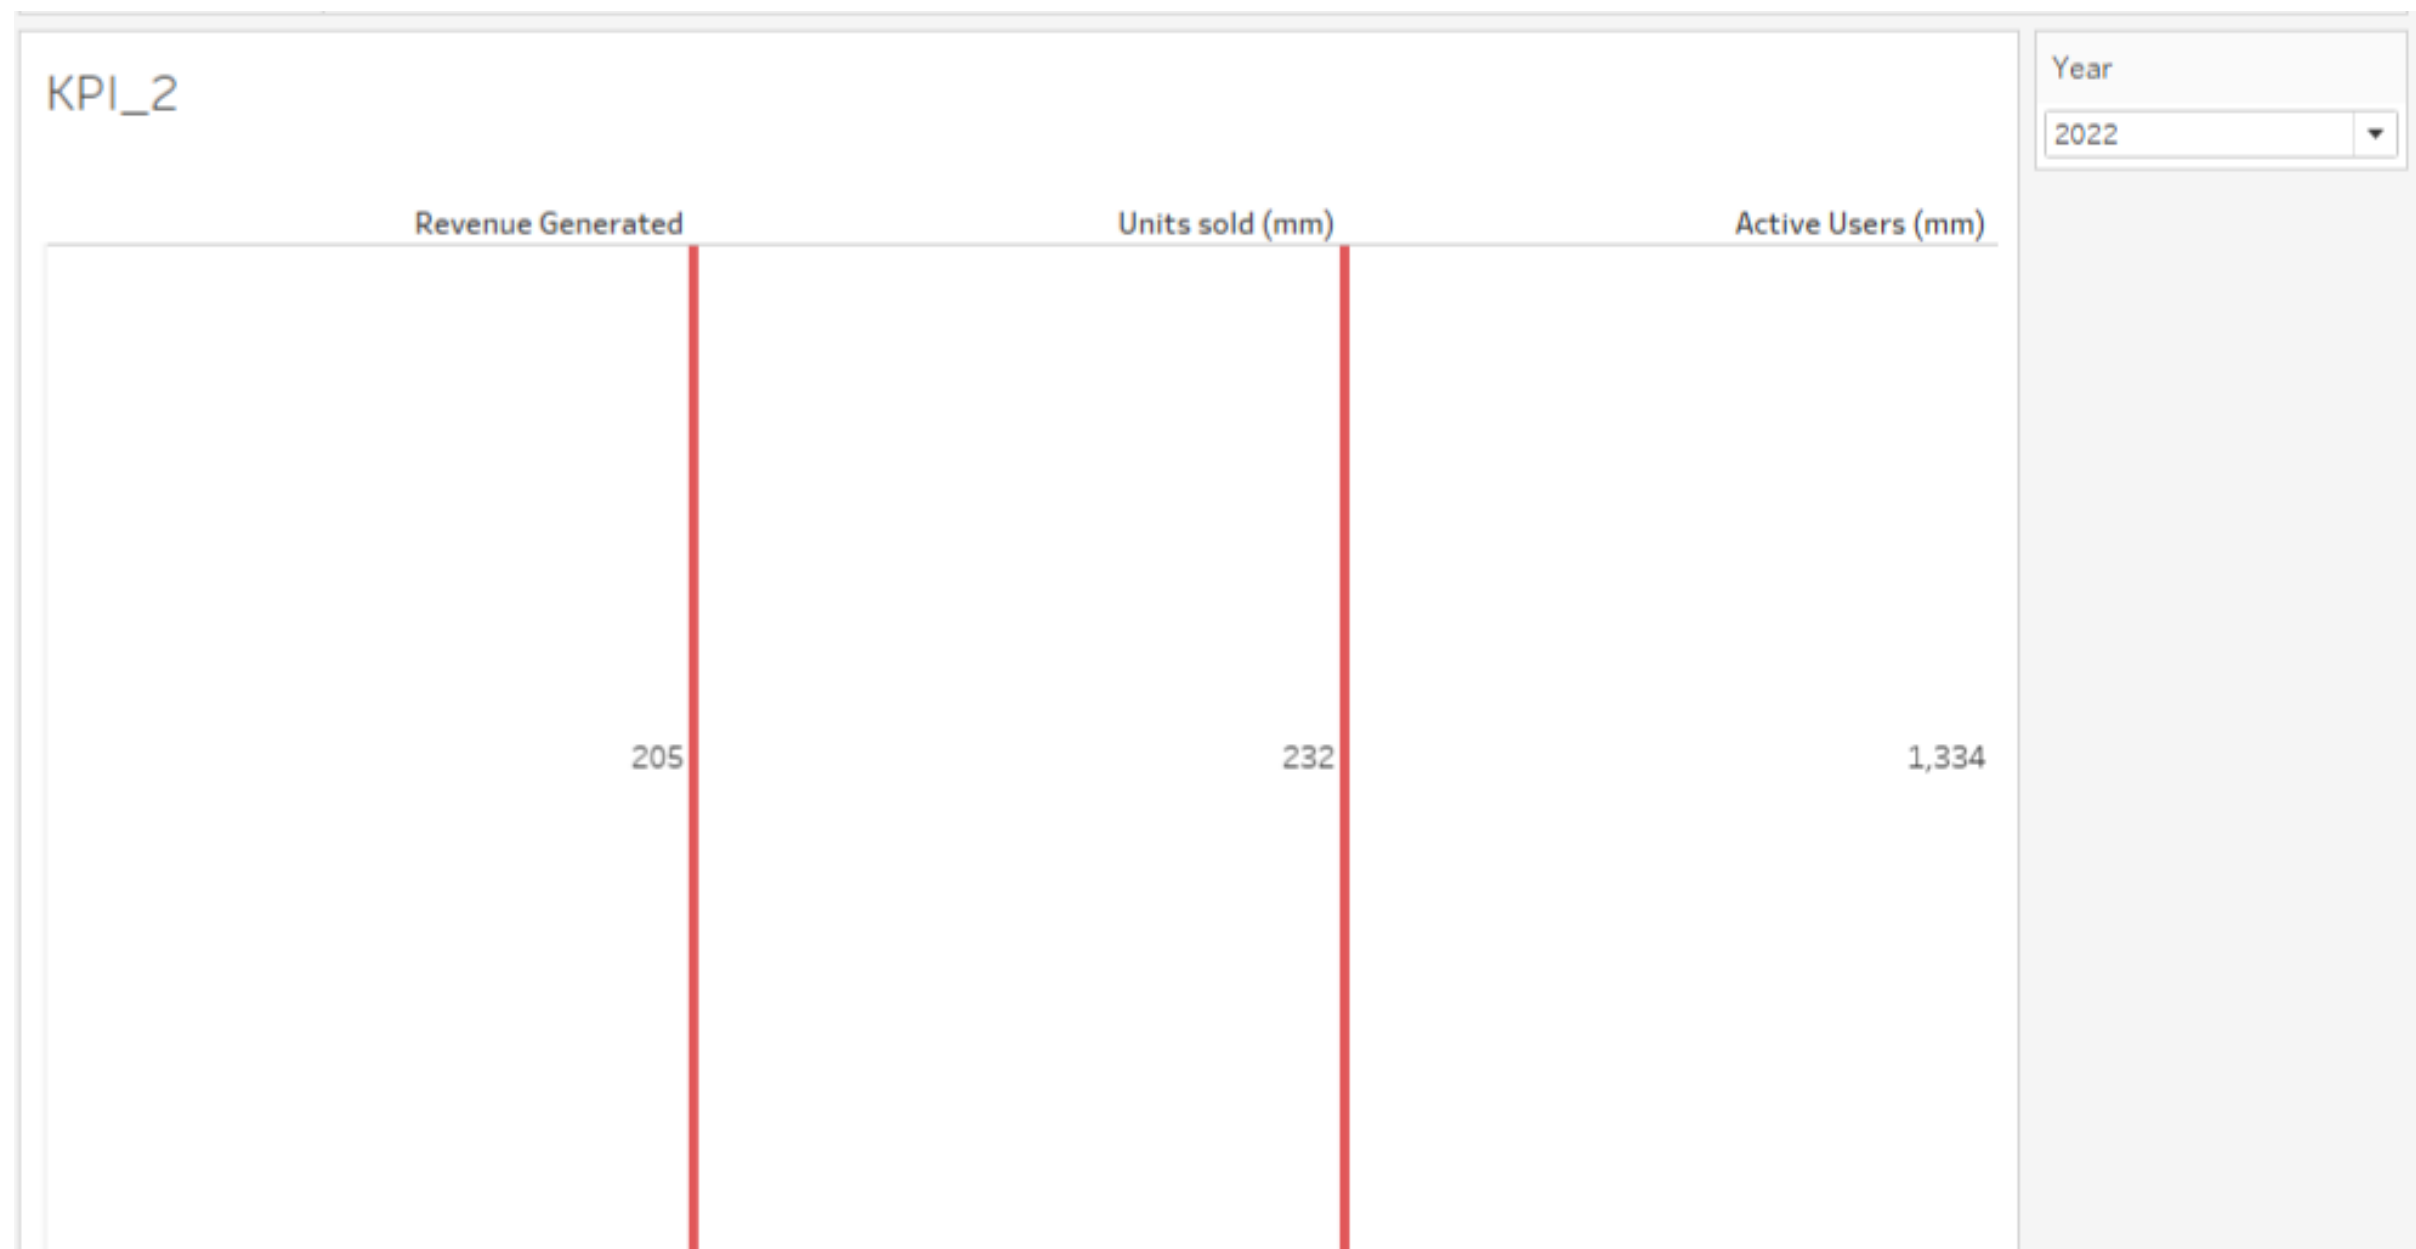 KPI_2
Year
2022
Revenue Generated Units sold (mm) Active Users (mm)
205 232 1,334